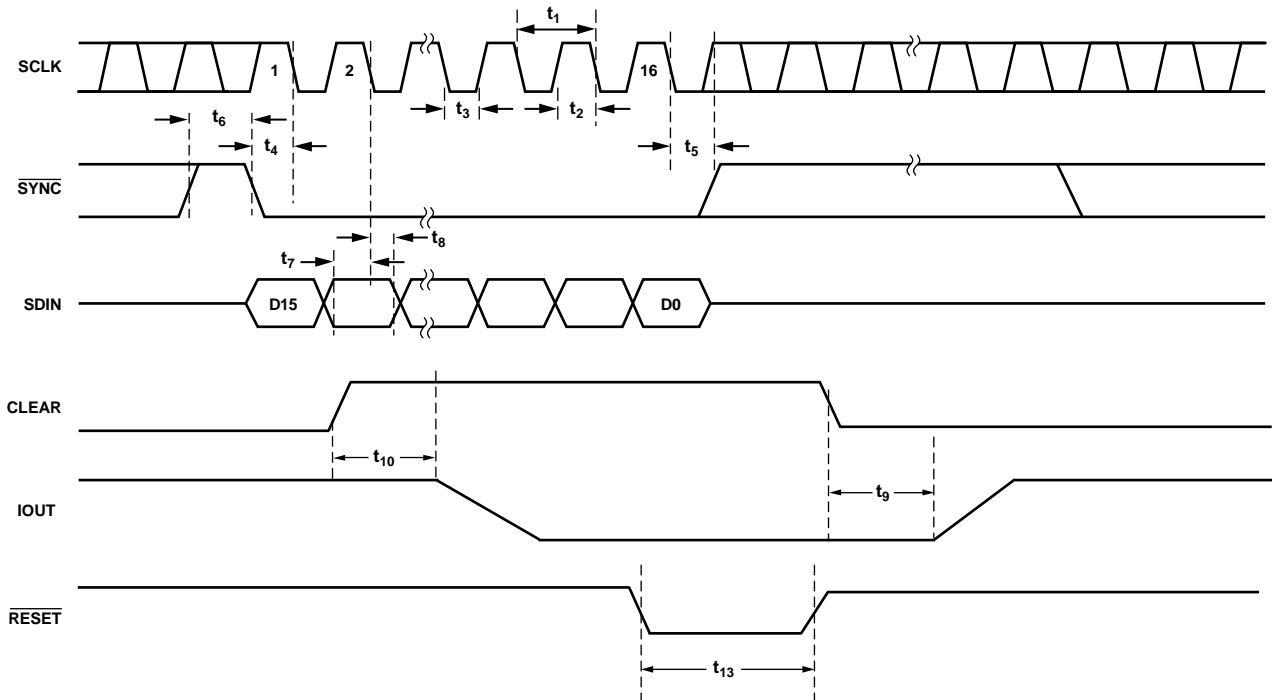 t1
SCLK
1
2
16
t3
t2
t6
t4
t5
SYNC
t8
t7
SDIN
D15
D0
CLEAR
t10
t9
IOUT
RESET
t13